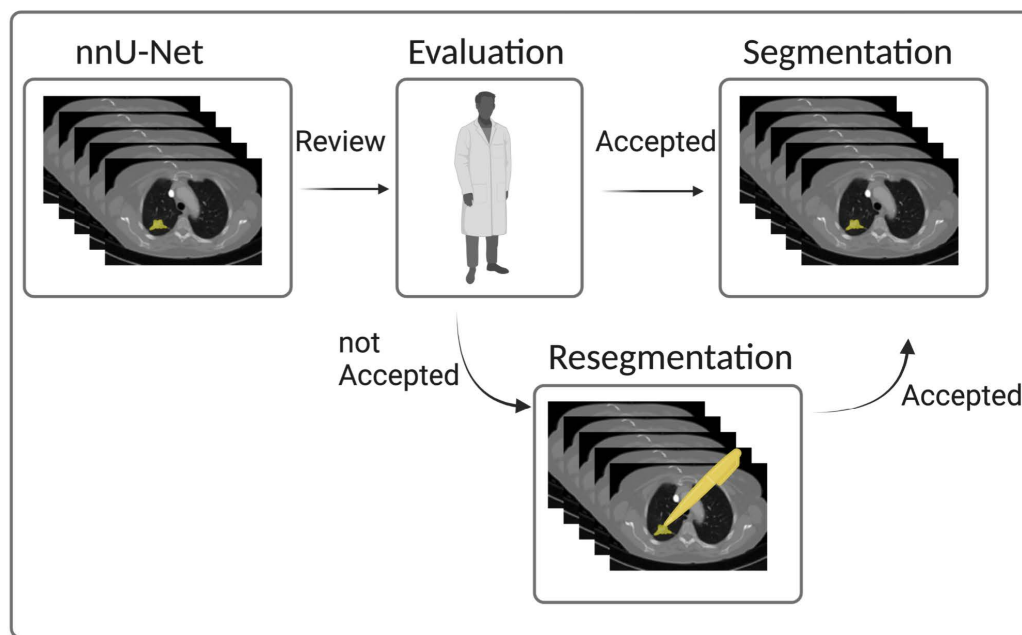 nnU-Net
Evaluation
Segmentation
Review
Accepted
not
Accepted
Resegmentation
Accepted